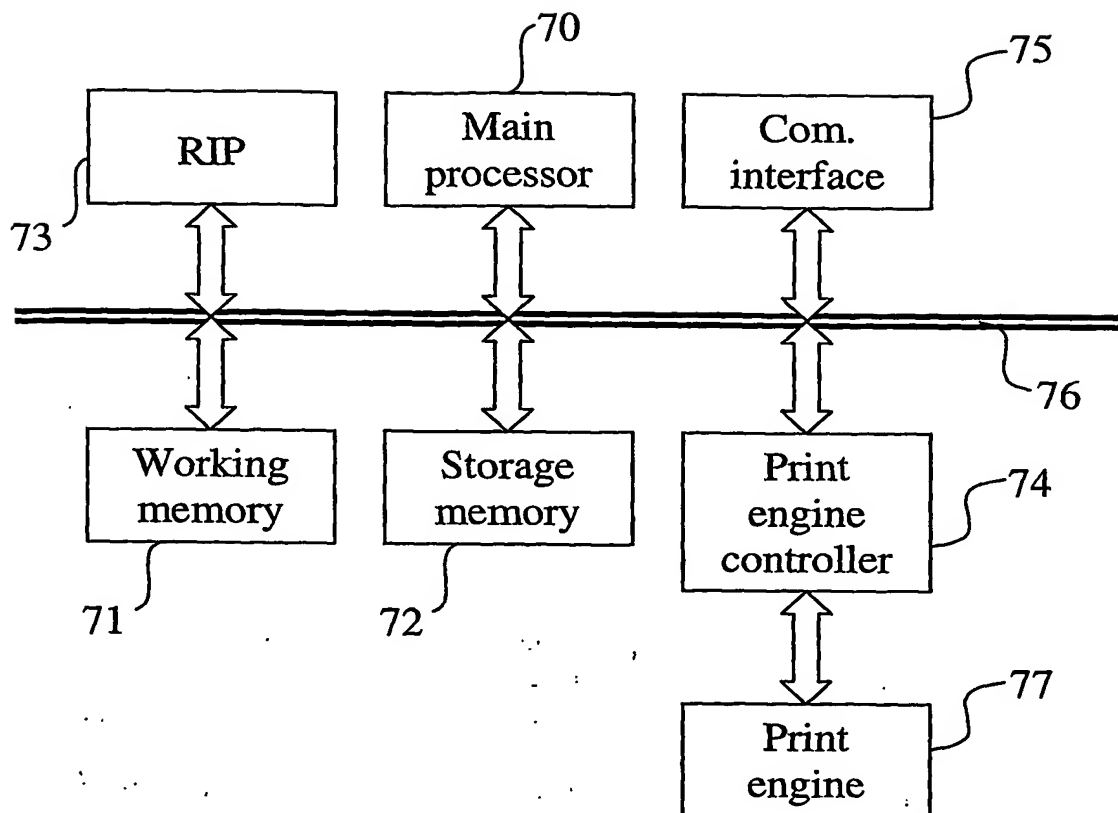 70
75
RIP
Main
processor
Com.
interface
73
76
Working
memory
Storage
memory
Print
engine
controller
74
71
72
77
Print
engine